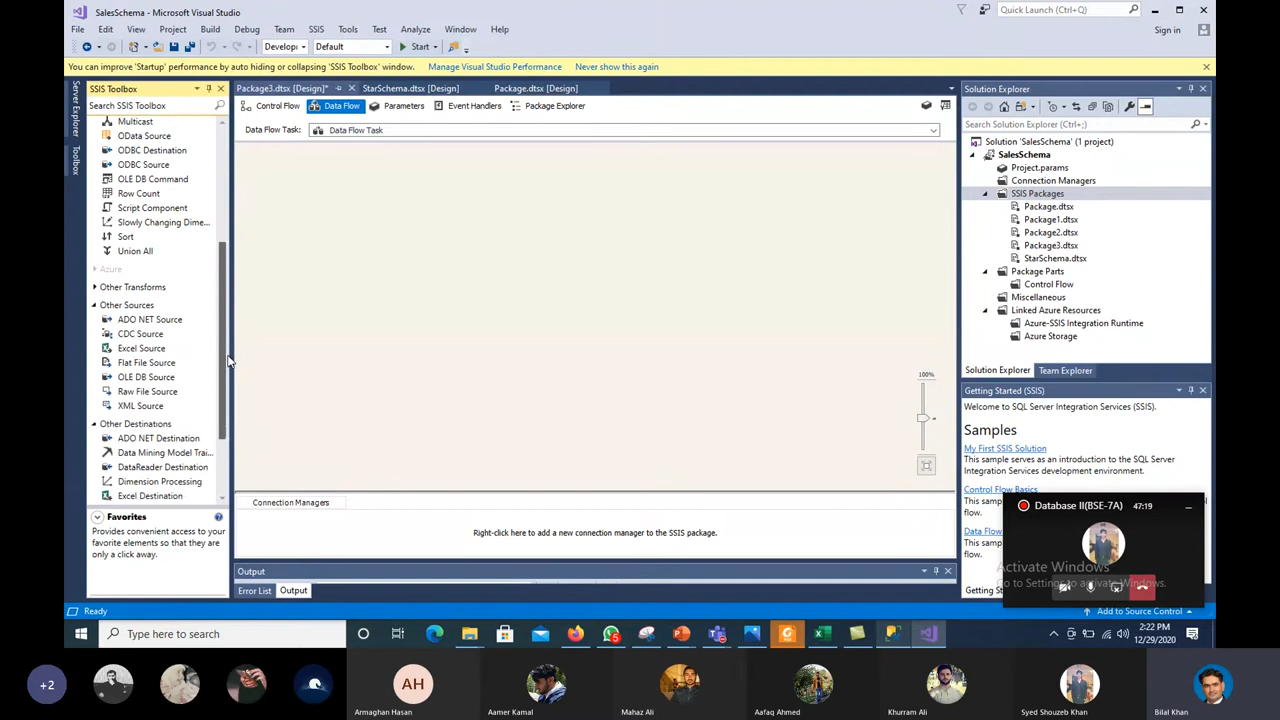 SalesSchema - Microsoft Visual Studio
Quick Launch (Ctrl+Q)
File Edit View Project Build Debug Team SSIS Tools Test Analyze Window Help
Sign in
Develop Default Start
You can improve 'Startup' performance by auto hiding or collapsing 'SSIS Toolbox' window. Manage Visual Studio Performance Never show this again
Server Explorer
Toolbox
SSIS Toolbox
Search SSIS Toolbox
Multicast
OData Source
ODBC Destination
ODBC Source
OLE DB Command
Row Count
Script Component
Slowly Changing Dime...
Sort
Union All
Azure
Other Transforms
Other Sources
ADO NET Source
CDC Source
Excel Source
Flat File Source
OLE DB Source
Raw File Source
XML Source
Other Destinations
ADO NET Destination
Data Mining Model Trai...
DataReader Destination
Dimension Processing
Excel Destination
Favorites
Provides convenient access to your
favorite elements so that they are
only a click away.
Package3.dtsx [Design]* StarSchema.dtsx [Design] Package.dtsx [Design]
Control Flow Data Flow Parameters Event Handlers Package Explorer
Data Flow Task: Data Flow Task
100%
Connection Managers
Right-click here to add a new connection manager to the SSIS package.
Output
Error List Output
Solution Explorer
Search Solution Explorer (Ctrl+;)
Solution 'SalesSchema' (1 project)
SalesSchema
Project.params
Connection Managers
SSIS Packages
Package.dtsx
Package1.dtsx
Package2.dtsx
Package3.dtsx
StarSchema.dtsx
Package Parts
Control Flow
Miscellaneous
Linked Azure Resources
Azure-SSIS Integration Runtime
Azure Storage
Solution Explorer Team Explorer
Getting Started (SSIS)
Welcome to SQL Server Integration Services (SSIS).
Samples
My First SSIS Solution
This sample serves as an introduction to the SQL Server
Integration Services development environment.
Control Flow Basics
This sam
flow.
Data Flow
This sam
flow.
Getting St
Database II(BSE-7A) 47:19
Activate Windows
Go to Settings to activate Windows.
Ready
Add to Source Control
Type here to search
5
2:22 PM
12/29/2020
+2
AH
Armaghan Hasan
Aamer Kamal
Mahaz Ali
Aafaq Ahmed
Khurram Ali
Syed Shouzeb Khan
Bilal Khan